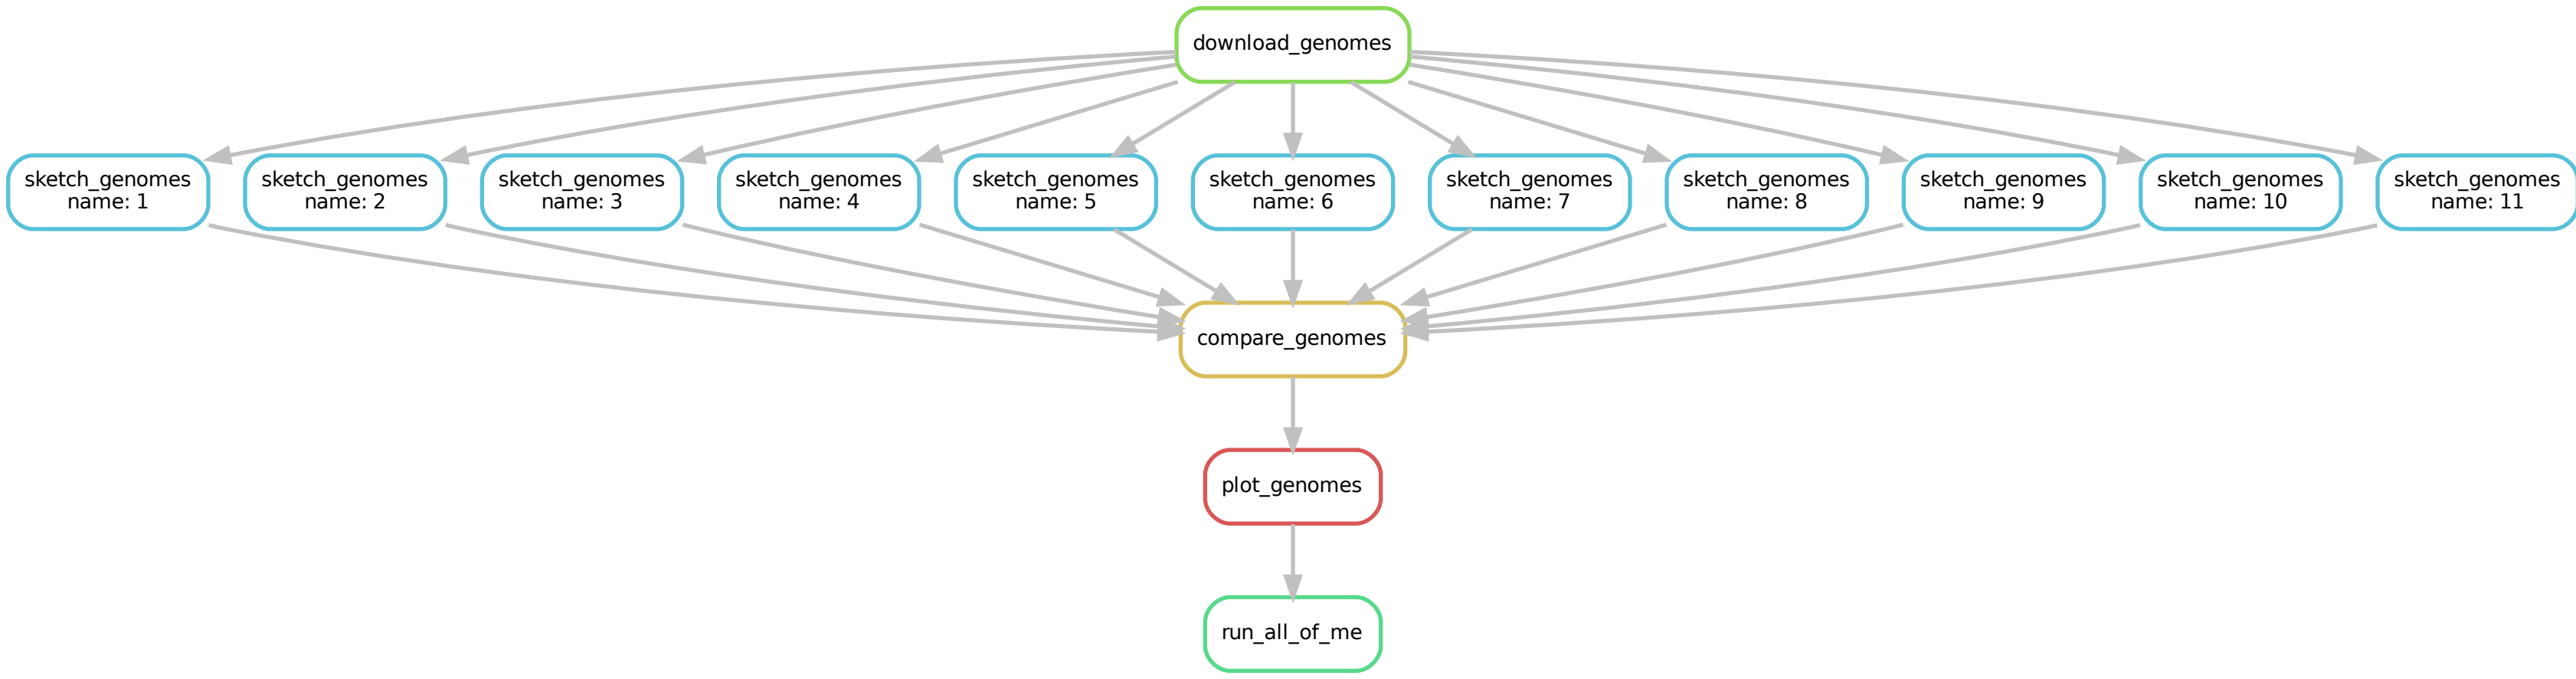 download_genomes
sketch_genomes
name: 1
sketch_genomes
name: 2
sketch_genomes
name: 3
sketch_genomes
name: 4
sketch_genomes
name: 5
sketch_genomes
name: 6
sketch_genomes
name: 7
sketch_genomes
name: 8
sketch_genomes
name: 9
sketch_genomes
name: 10
sketch_genomes
name: 11
compare_genomes
plot_genomes
run_all_of_me